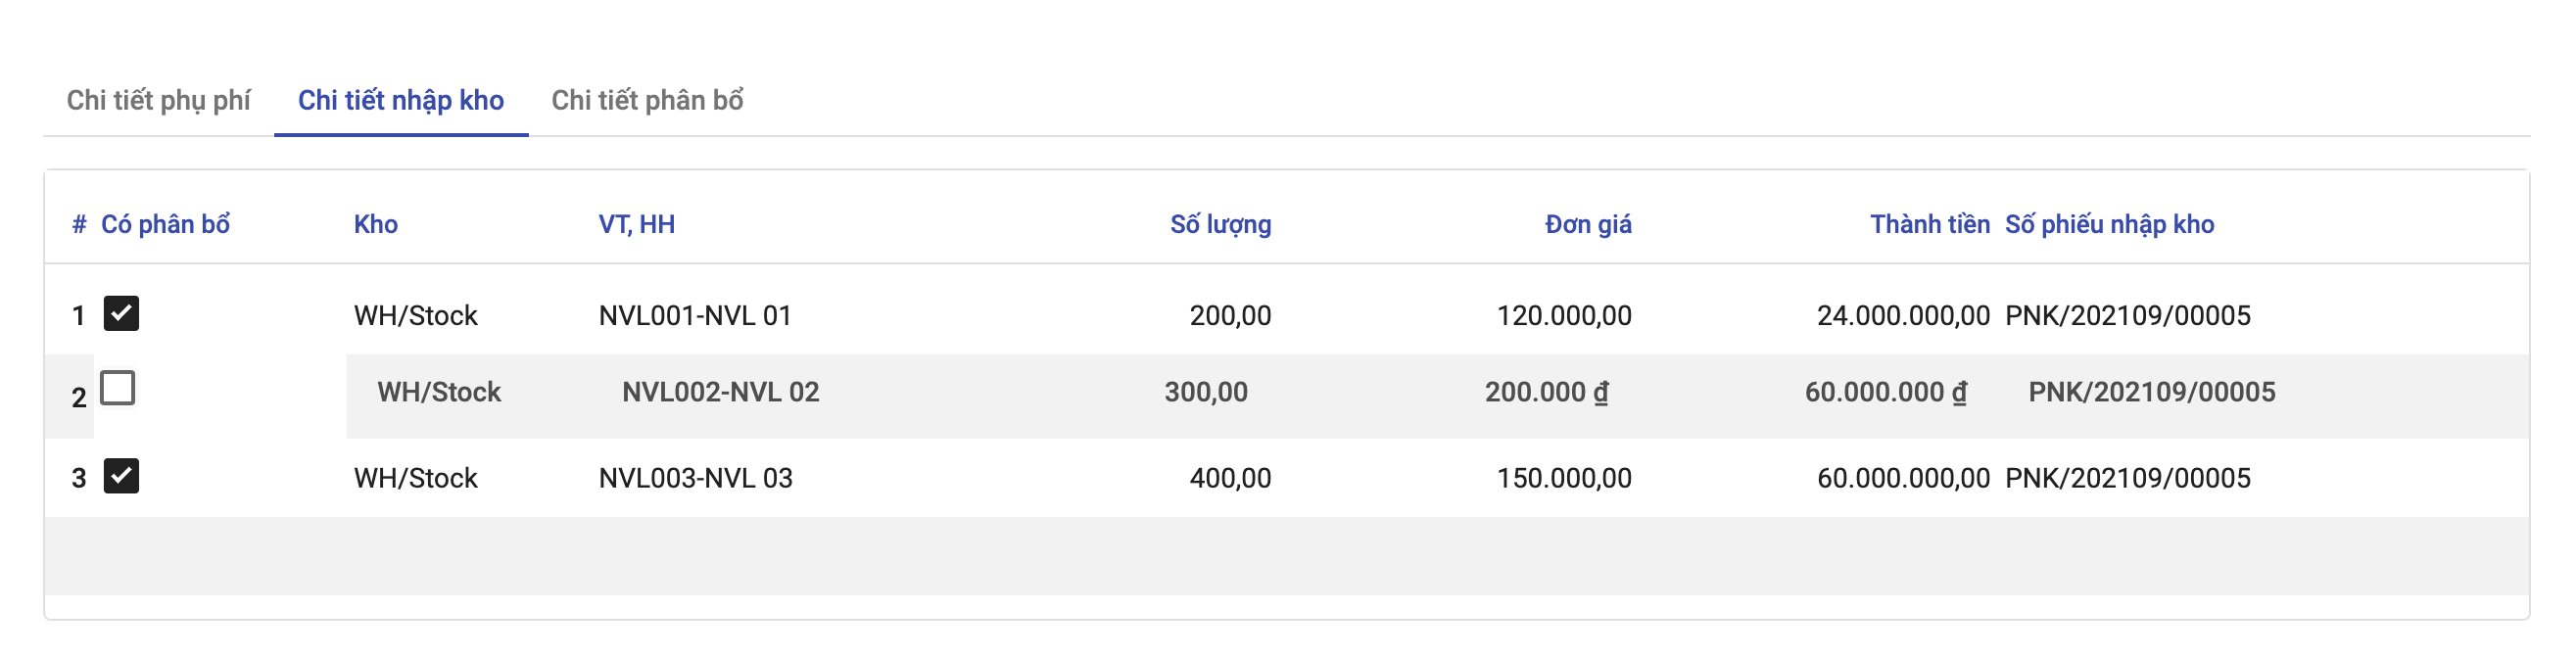 Chi tiết phụ phí Chi tiết nhập kho Chi tiết phân bổ
# Có phân bổ Kho VT, HH Số lượng Đơn giá Thành tiền Số phiếu nhập kho
1 WH/Stock NVL001-NVL 01 200,00 120.000,00 24.000.000,00 PNK/202109/00005
2 WH/Stock NVL002-NVL 02 300,00 200.000 ₫ 60.000.000 ₫ PNK/202109/00005
3 WH/Stock NVL003-NVL 03 400,00 150.000,00 60.000.000,00 PNK/202109/00005